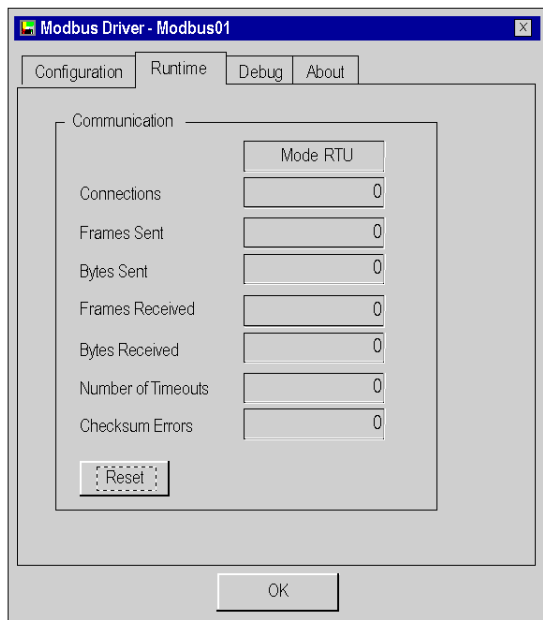 Modbus Driver - Modbus01
Configuration Runtime Debug About
Communication
Mode RTU
Connections 0
Frames Sent 0
Bytes Sent 0
Frames Received 0
Bytes Received 0
Number of Timeouts 0
Checksum Errors 0
Reset
OK